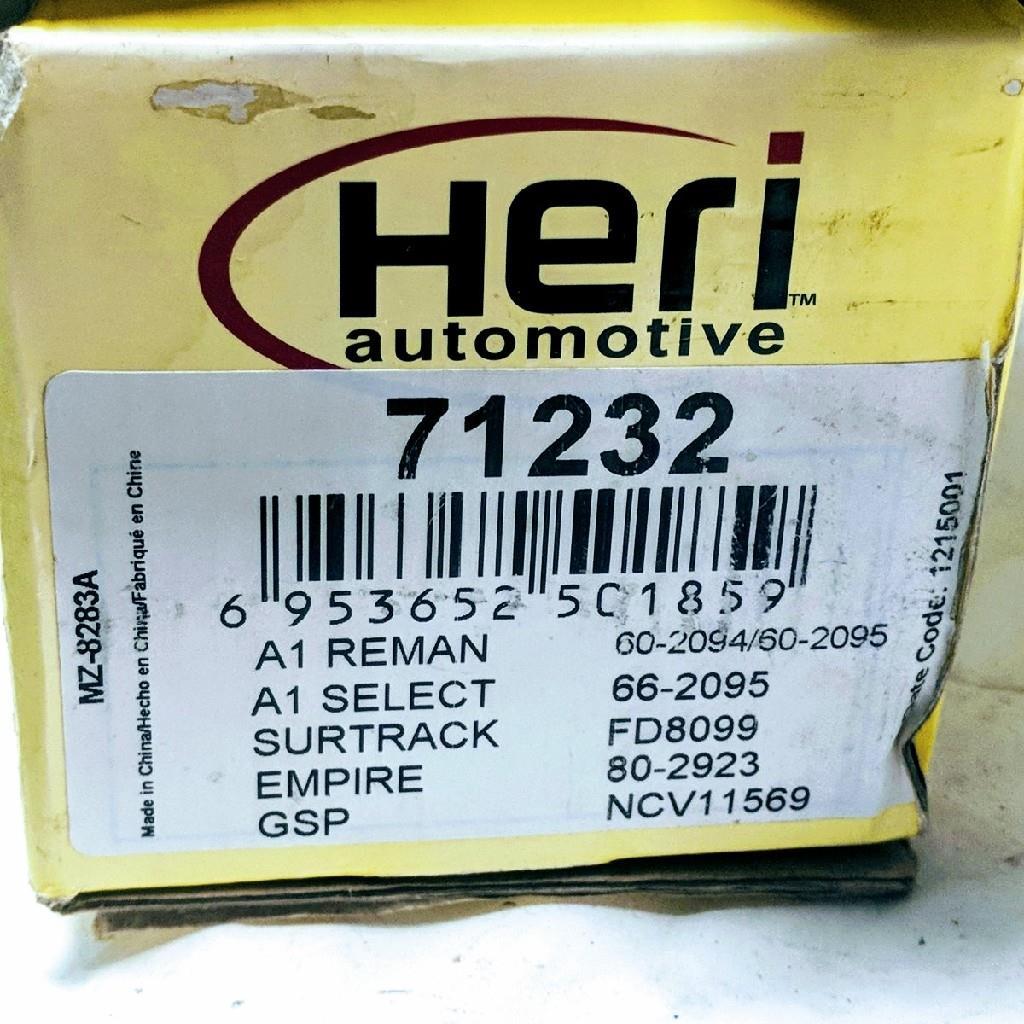 Heri™
automotive
71232
6 953652 501859
A1 REMAN 60-2094/60-2095
A1 SELECT 66-2095
SURTRACK FD8099
EMPIRE 80-2923
GSP NCV11569
MZ-8283A
Made in China/Hecho en China/Fabriqué en Chine
Code: 1215001